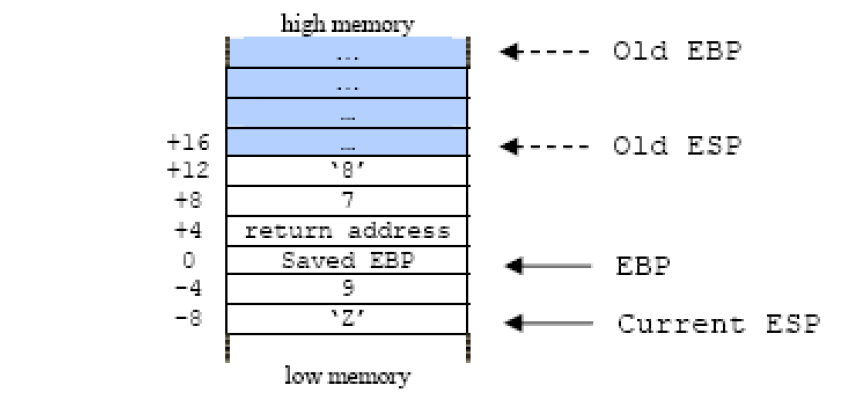 high memory
... Old EBP
...
...
+16 ... Old ESP
+12 `8'
+8 7
+4 return address
0 Saved EBP EBP
-4 9
-8 `Z' Current ESP
low memory